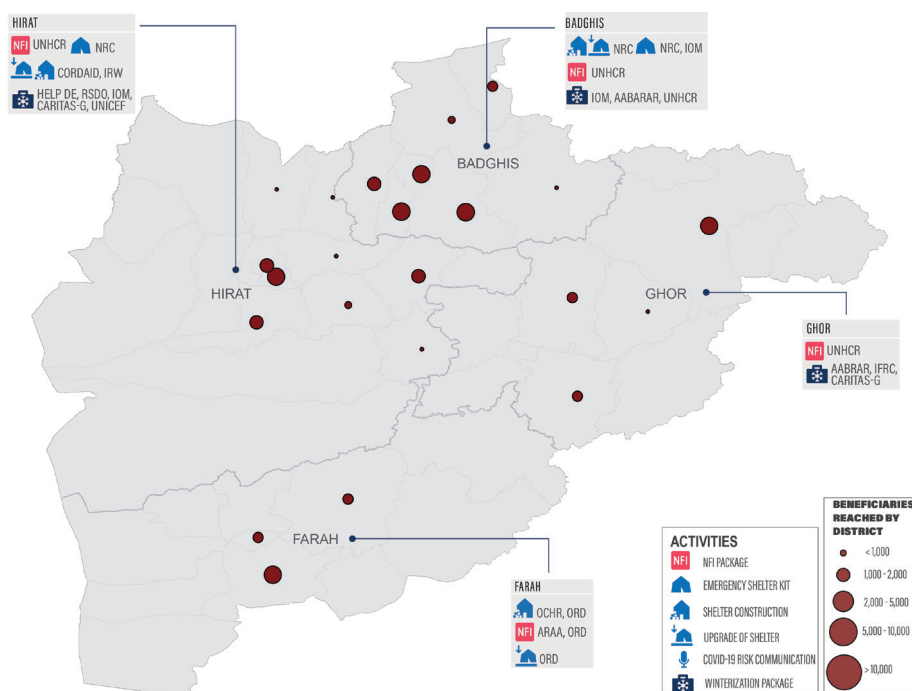 HIRAT
NFI UNHCR NRC
CORDAID, IRW
HELP DE, RSDO, IOM,
CARITAS-G, UNICEF
BADGHIS
NRC NRC, IOM
NFI UNHCR
IOM, AABARAR, UNHCR
BADGHIS
HIRAT
GHOR
GHOR
NFI UNHCR
AABRAR, IFRC,
CARITAS-G
FARAH
FARAH
OCHR, ORD
NFI ARAA, ORD
ORD
ACTIVITIES
NFI NFI PACKAGE
EMERGENCY SHELTER KIT
SHELTER CONSTRUCTION
UPGRADE OF SHELTER
COVID-19 RISK COMMUNICATION
WINTERIZATION PACKAGE
BENEFICIARIES
REACHED BY
DISTRICT
<1,000
1,000 - 2,000
2,000 - 5,000
5,000 - 10,000
>10,000